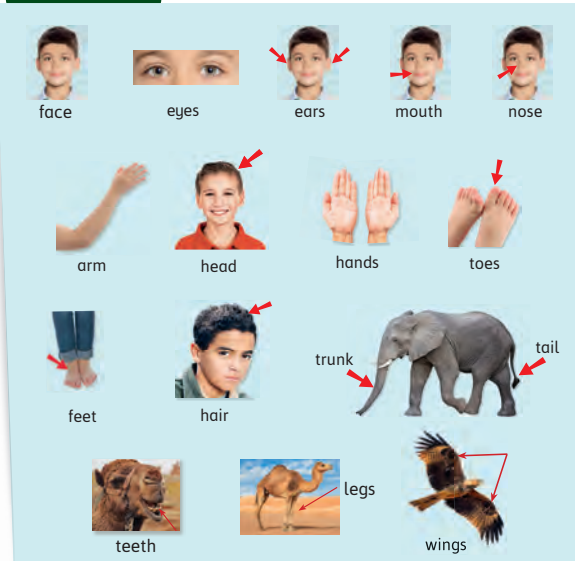 face eyes ears mouth nose
arm head hands toes
trunk tail
feet hair
legs
teeth wings